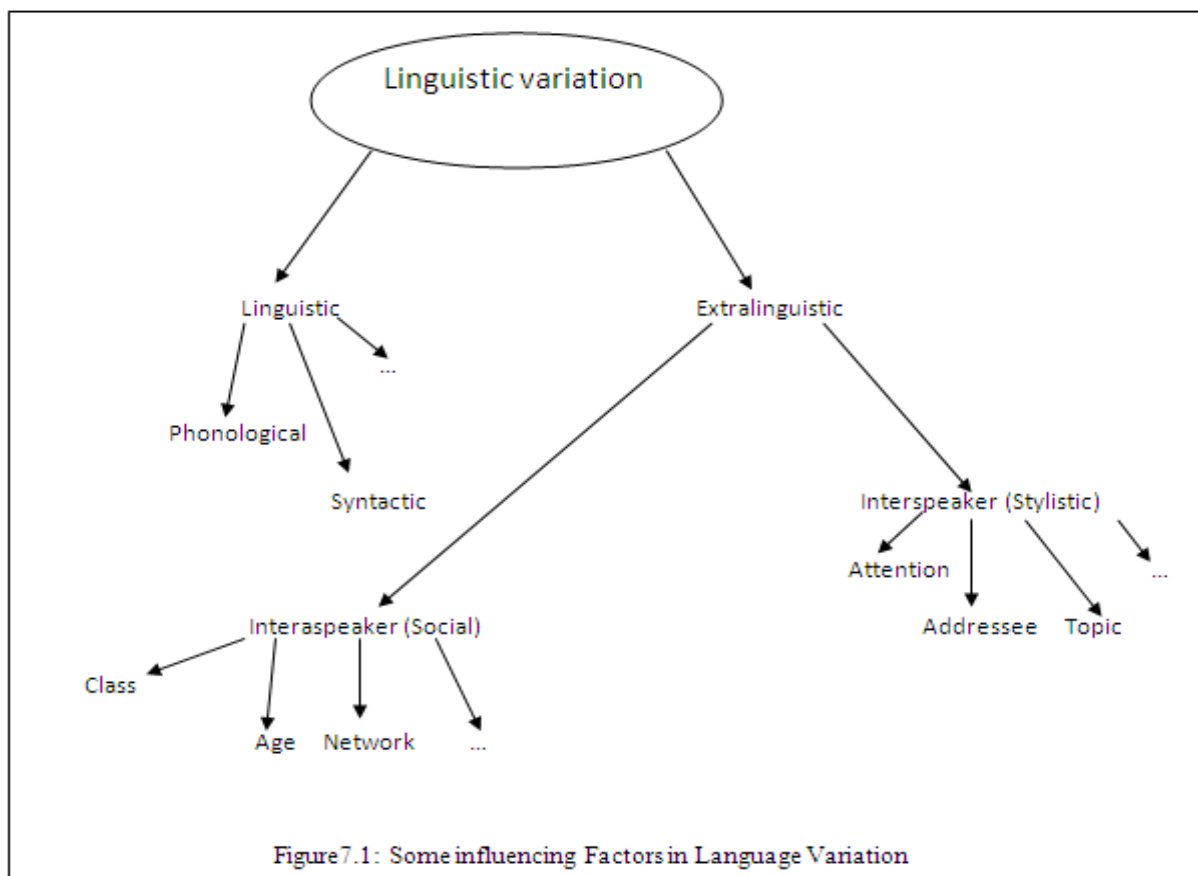 Linguistic variation
Linguistic
Extralinguistic
...
Phonological
Syntactic
Interspeaker (Stylistic)
Attention
...
Addressee
Topic
Interaspeaker (Social)
Class
Age
Network
...
Figure7.1: Some influencing Factors in Language Variation